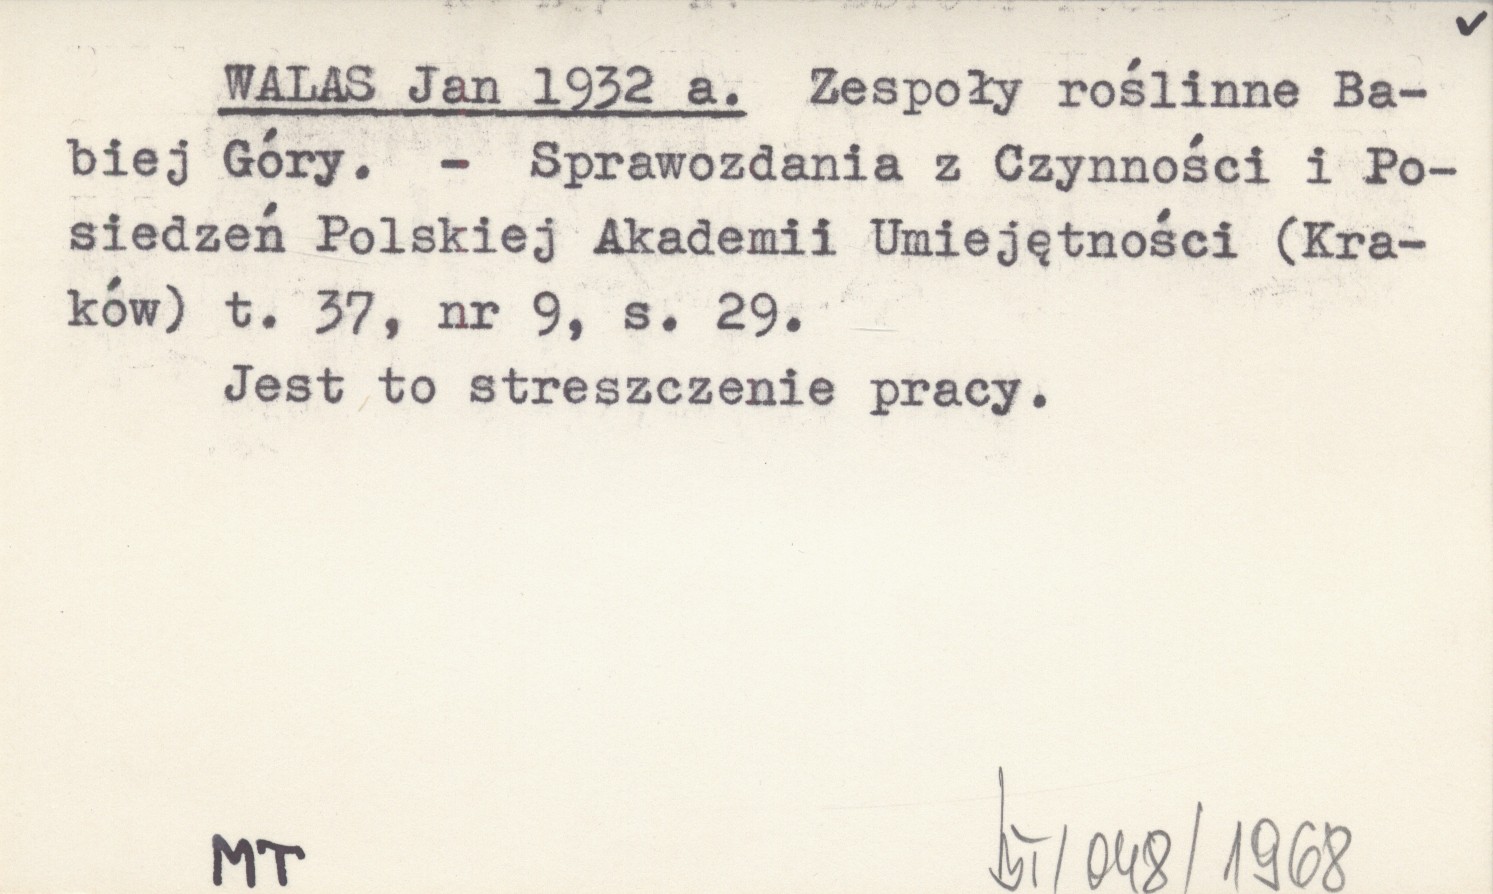 WALAS Jan 1932 a. Zespoły roślinne Ba-
biej Góry. - Sprawozdania z Czynności i Po-
siedzeń Polskiej Akademii Umiejętności (Kra-
ków) t. 37, nr 9, s. 29.
Jest to streszczenie pracy.
MT
/048/1968